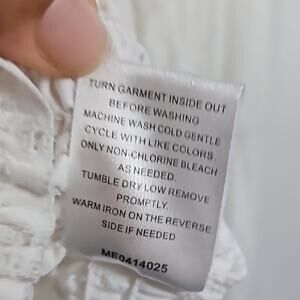 TURN GARMENT INSIDE OUT
BEFORE WASHING
MACHINE WASH COLD GENTLE
CYCLE WITH LIKE COLORS
ONLY NON-CHLORINE BLEACH
AS NEEDED.
TUMBLE DRY LOW REMOVE
PROMPTLY.
WARM IRON ON THE REVERSE
SIDE IF NEEDED
ME0414025